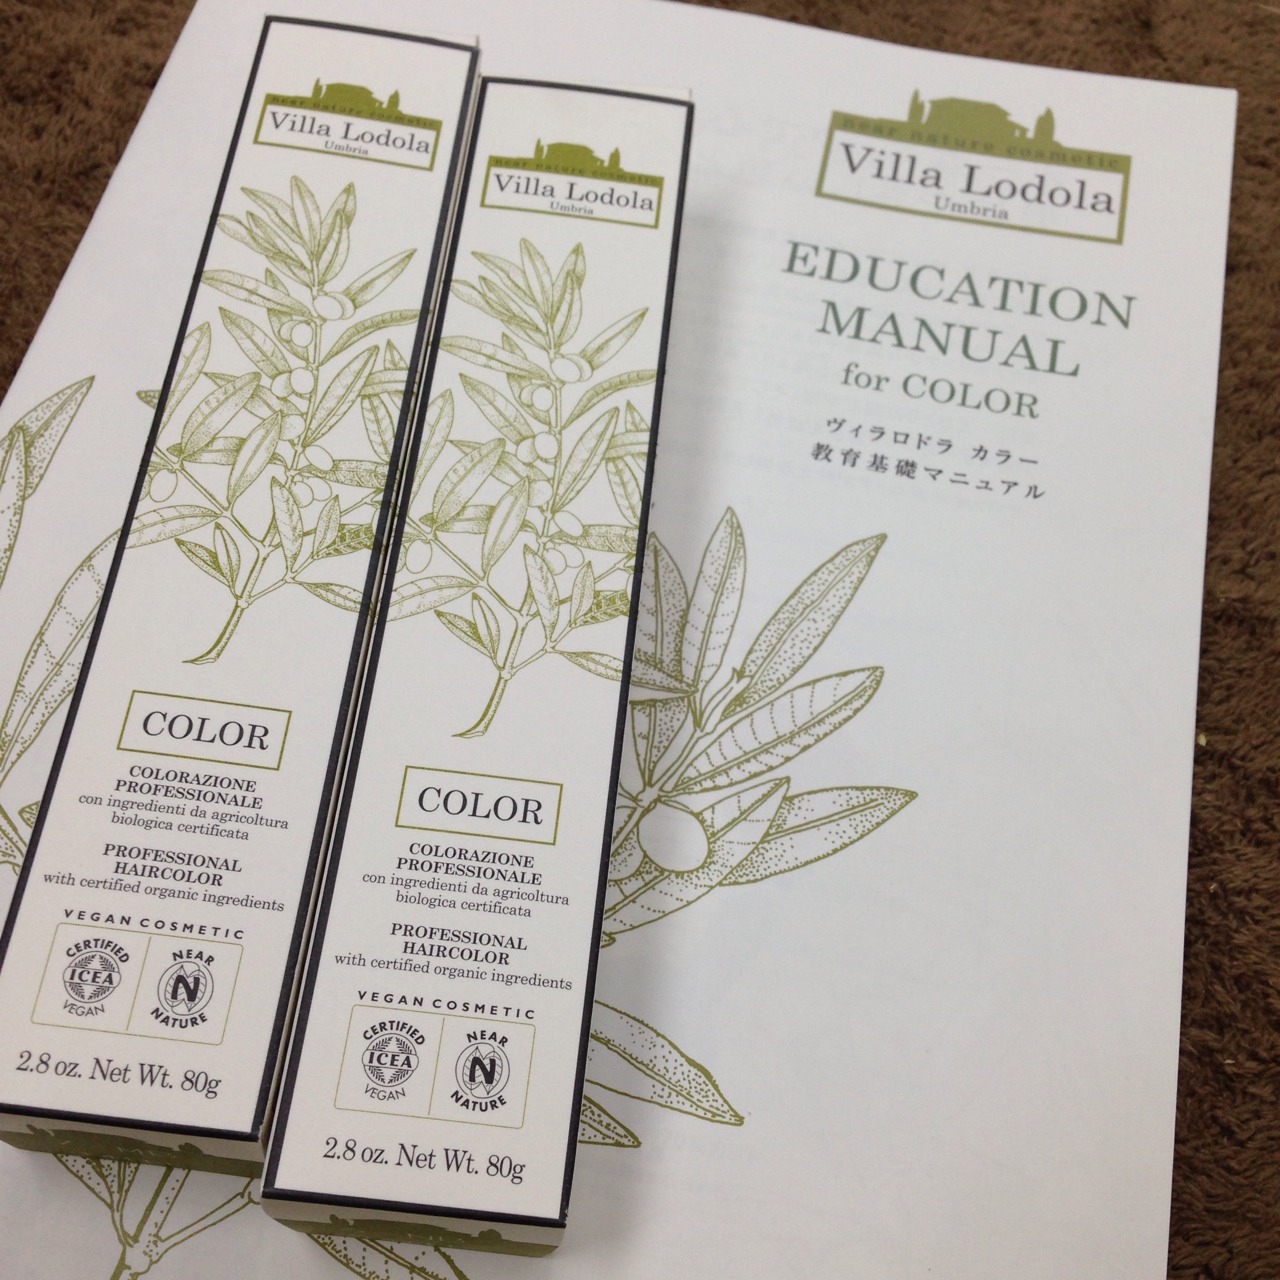 near nature cosmetic
Villa Lodola
Umbria
COLOR
COLORAZIONE
PROFESSIONALE
con ingredienti da agricoltura
biologica certificata
PROFESSIONAL
HAIRCOLOR
with certified organic ingredients
VEGAN COSMETIC
CERTIFIED
ICEA
VEGAN
NEAR
N
NATURE
2.8 oz. Net Wt. 80g
near nature cosmetic
Villa Lodola
Umbria
COLOR
COLORAZIONE
PROFESSIONALE
con ingredienti da agricoltura
biologica certificata
PROFESSIONAL
HAIRCOLOR
with certified organic ingredients
VEGAN COSMETIC
CERTIFIED
ICEA
VEGAN
NEAR
N
NATURE
2.8 oz. Net Wt. 80g
near nature cosmetic
Villa Lodola
Umbria
EDUCATION
MANUAL
for COLOR
ヴィラロドラ カラー
教育基礎マニュアル